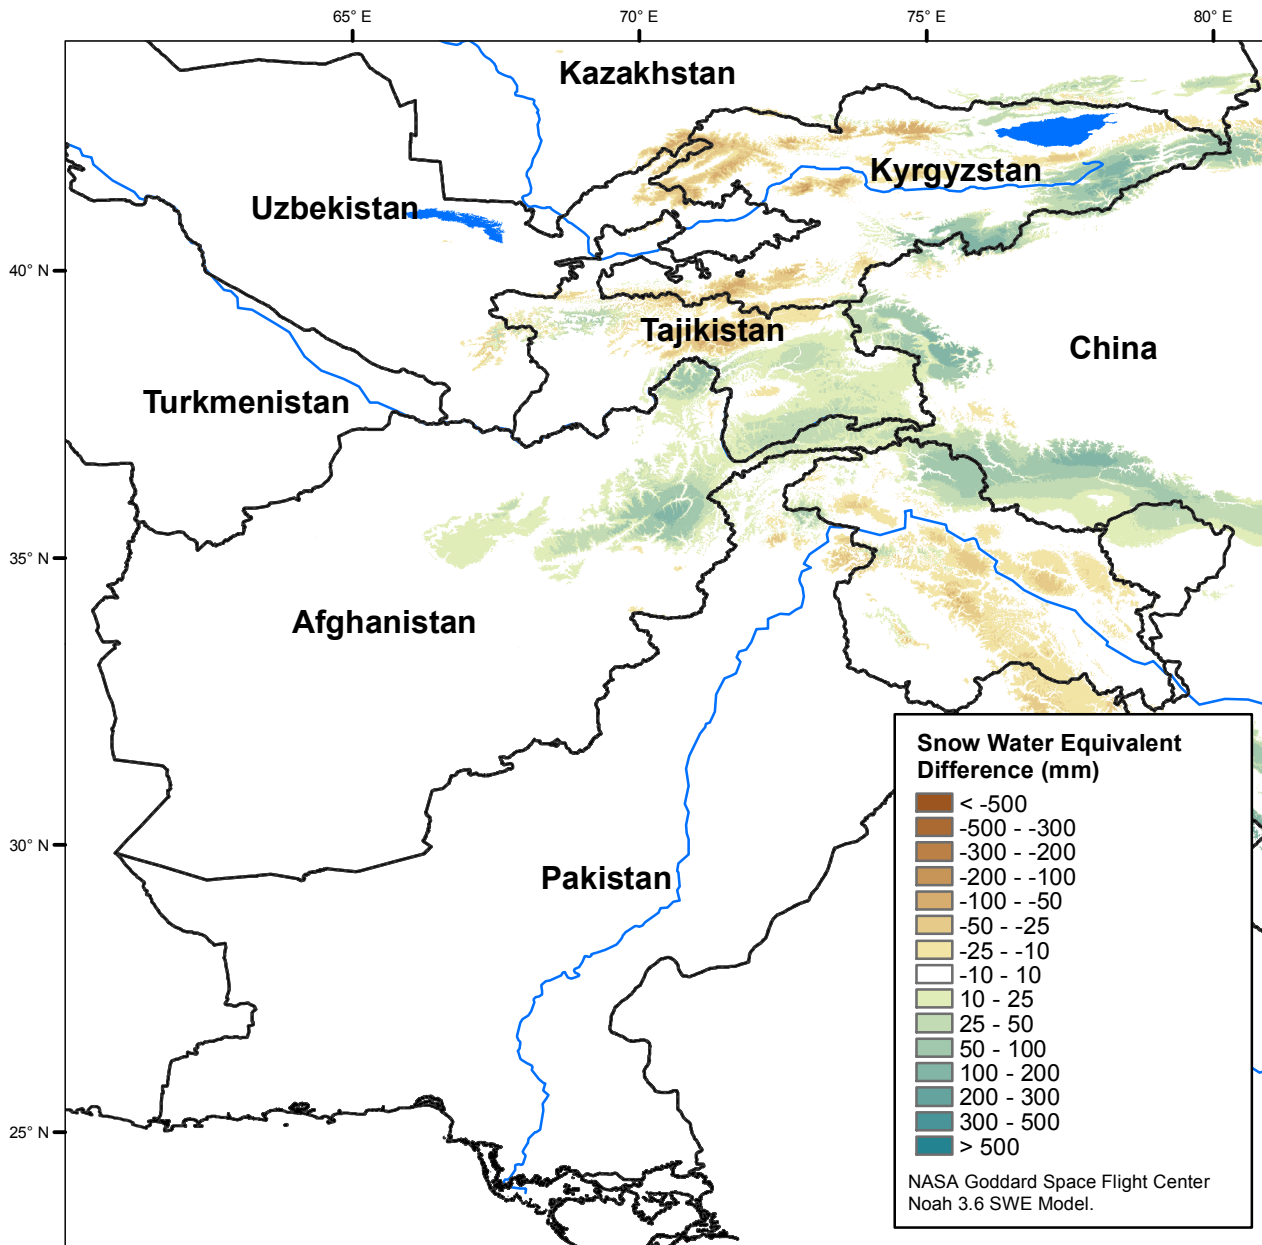 65° E
70° E
75° E
80° E
Kazakhstan
Kyrgyzstan
Uzbekistan
40° N
Tajikistan
China
Turkmenistan
35° N
Afghanistan
30° N
Pakistan
25° N
Snow Water Equivalent
Difference (mm)
< -500
-500 - -300
-300 - -200
-200 - -100
-100 - -50
-50 - -25
-25 - -10
-10 - 10
10 - 25
25 - 50
50 - 100
100 - 200
200 - 300
300 - 500
> 500
NASA Goddard Space Flight Center
Noah 3.6 SWE Model.